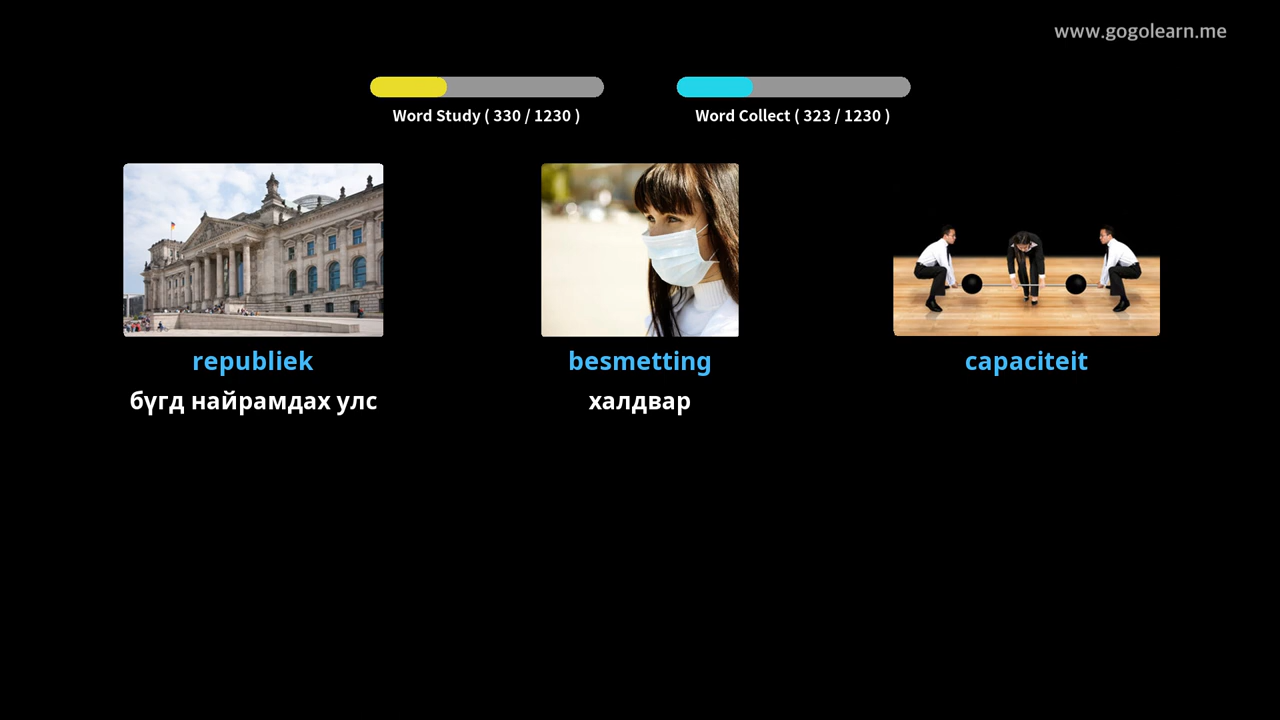 www.gogolearn.me
Word Study ( 330 / 1230 )
Word Collect ( 323 / 1230 )
republiek
бүгд найрамдах улс
besmetting
халдвар
capaciteit